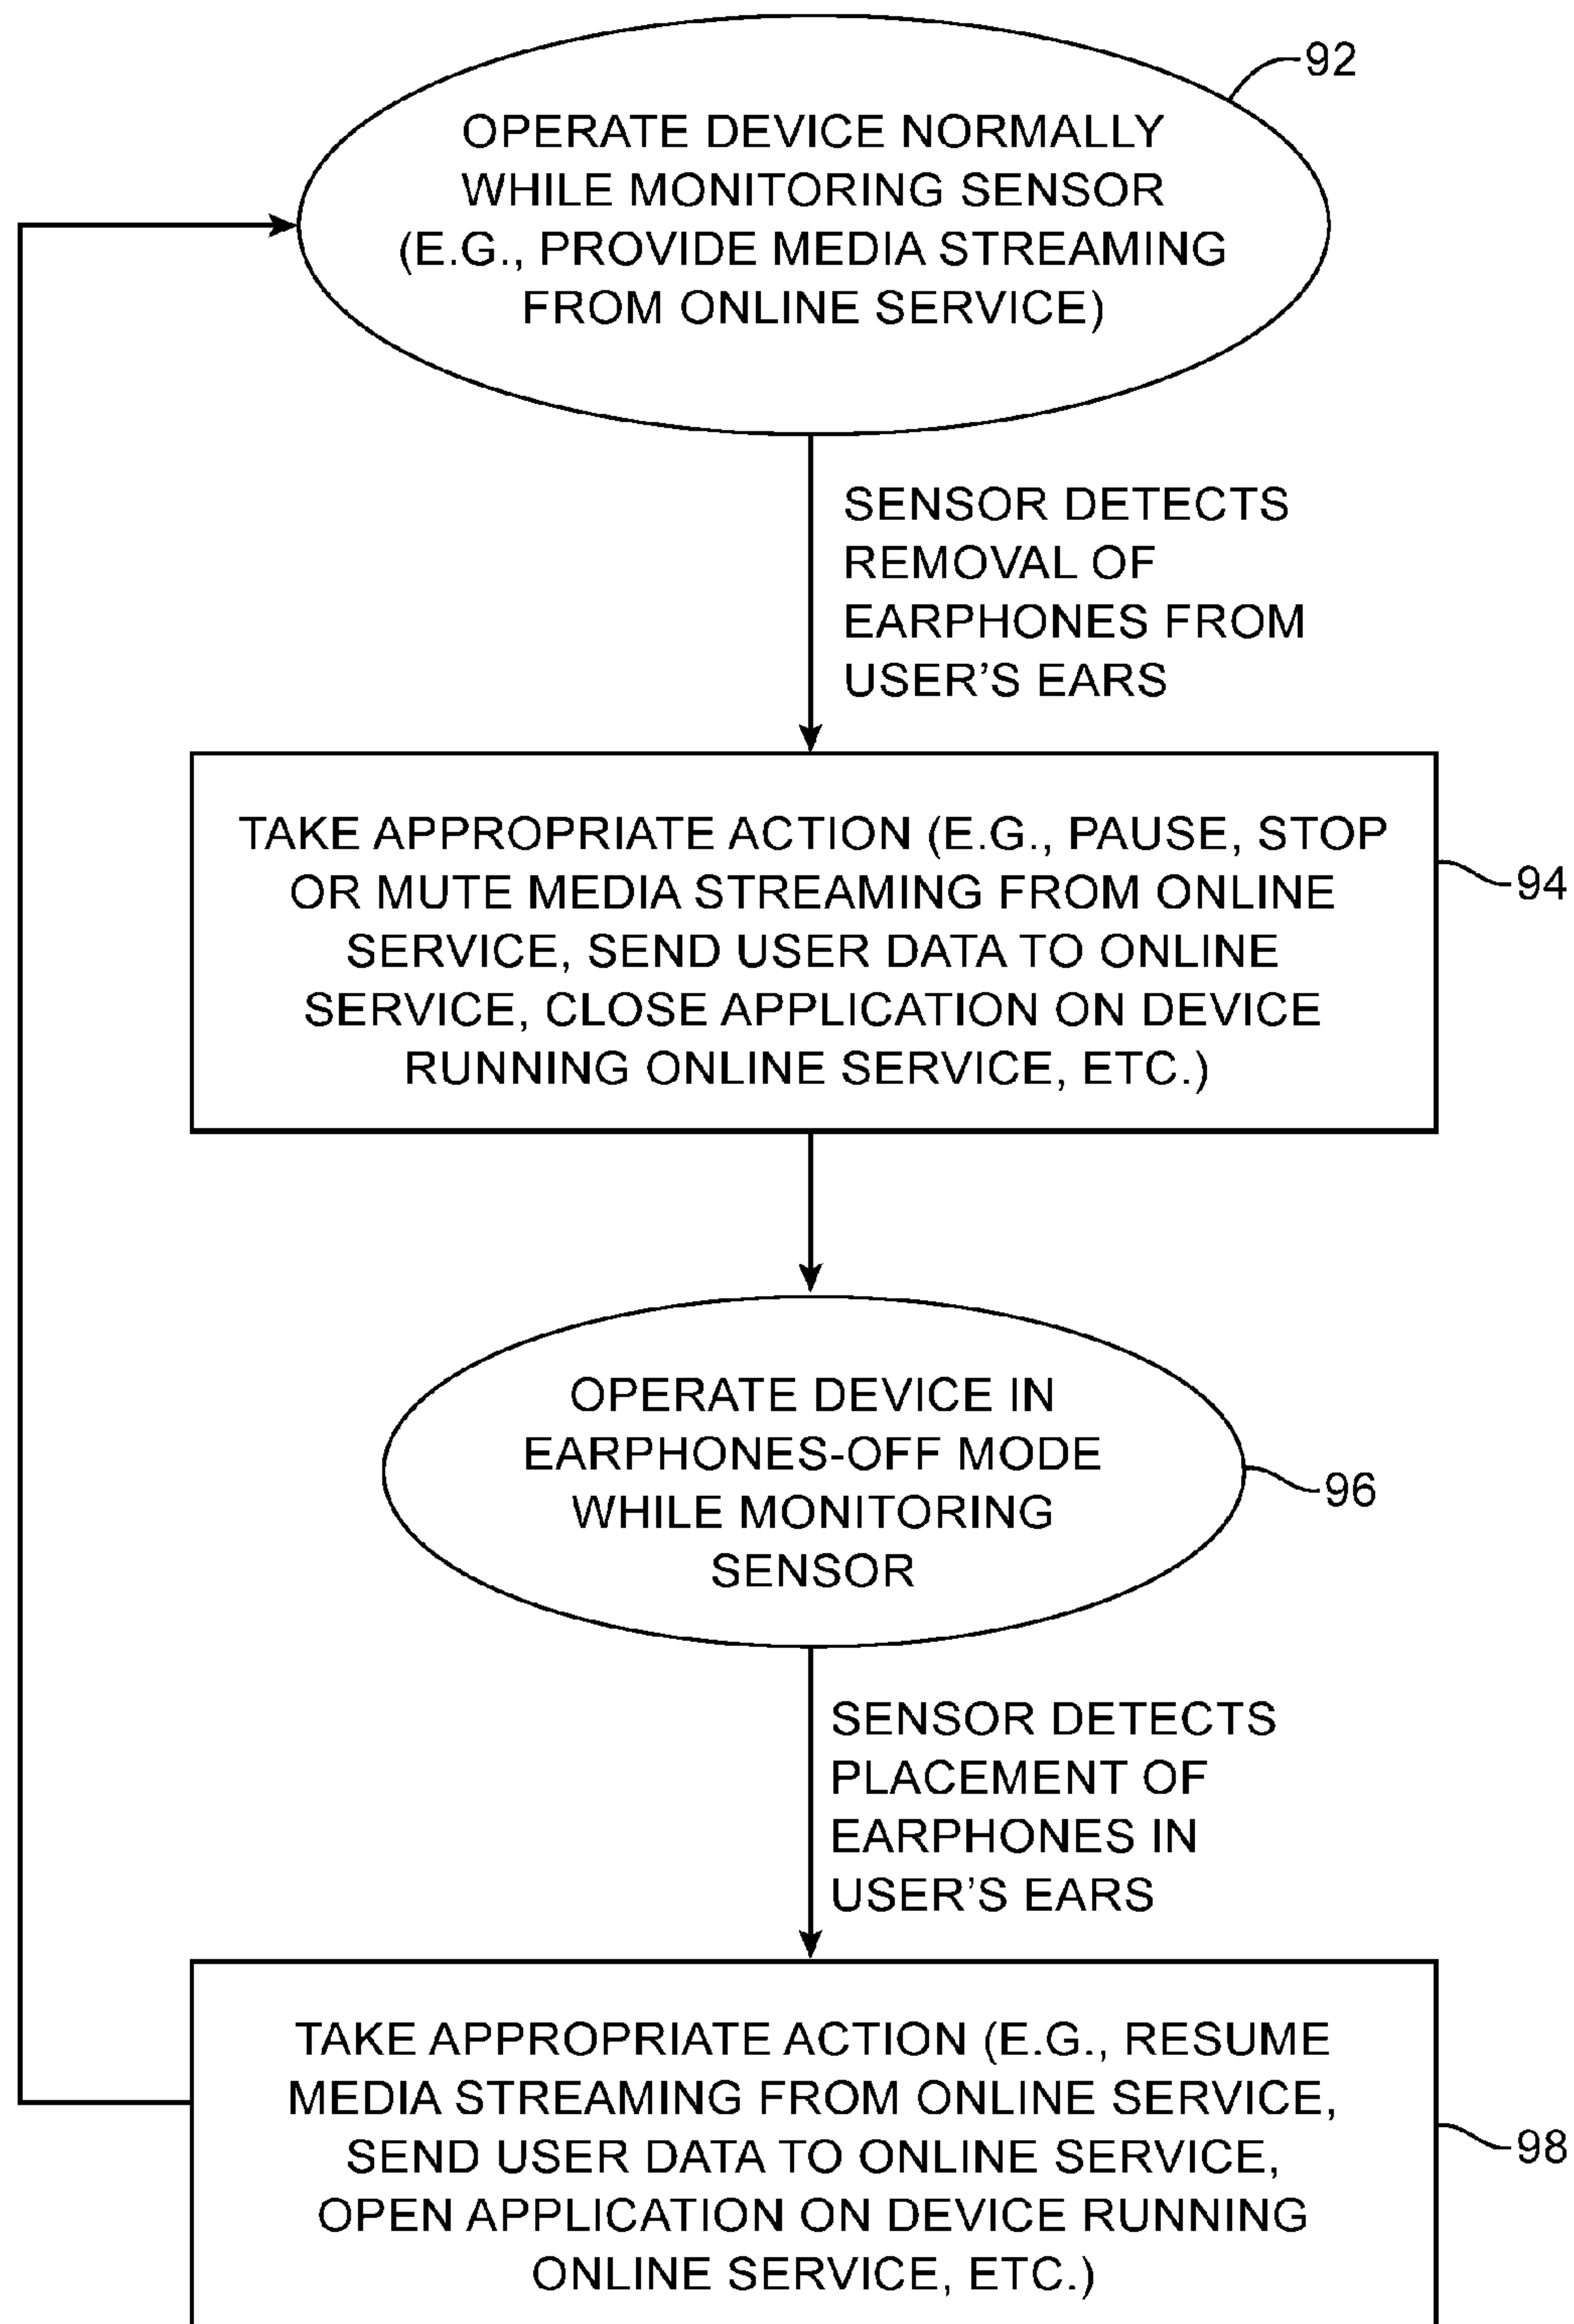 92
OPERATE DEVICE NORMALLY
WHILE MONITORING SENSOR
(E.G., PROVIDE MEDIA STREAMING
FROM ONLINE SERVICE)
SENSOR DETECTS
REMOVAL OF
EARPHONES FROM
USER’S EARS
TAKE APPROPRIATE ACTION (E.G., PAUSE, STOP
OR MUTE MEDIA STREAMING FROM ONLINE
SERVICE, SEND USER DATA TO ONLINE
SERVICE, CLOSE APPLICATION ON DEVICE
RUNNING ONLINE SERVICE, ETC.)
94
OPERATE DEVICE IN
EARPHONES-OFF MODE
WHILE MONITORING
SENSOR
96
SENSOR DETECTS
PLACEMENT OF
EARPHONES IN
USER’S EARS
TAKE APPROPRIATE ACTION (E.G., RESUME
MEDIA STREAMING FROM ONLINE SERVICE,
SEND USER DATA TO ONLINE SERVICE,
OPEN APPLICATION ON DEVICE RUNNING
ONLINE SERVICE, ETC.)
98